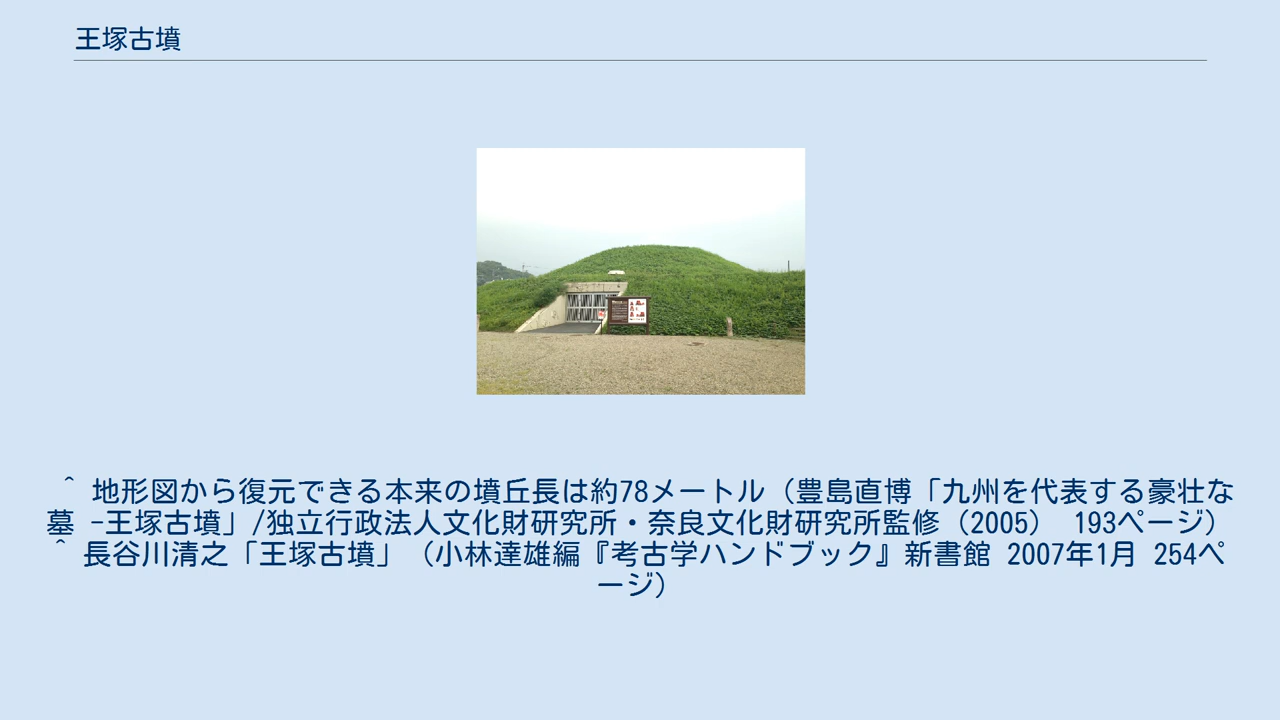 王塚古墳
^ 地形図から復元できる本来の墳丘長は約78メートル（豊島直博「九州を代表する豪壮な
墓 -王塚古墳」/独立行政法人文化財研究所・奈良文化財研究所監修（2005） 193ページ）
^ 長谷川清之「王塚古墳」（小林達雄編『考古学ハンドブック』新書館 2007年1月 254ペ
ージ）